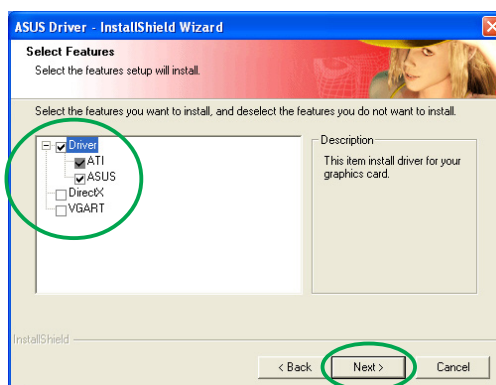 ASUS Driver - InstallShield Wizard
Select Features
Select the features setup will install.
Select the features you want to install, and deselect the features you do not want to install.
Driver
ATI
ASUS
DirectX
VGART
Description
This item install driver for your
graphics card.
InstallShield
< Back
Next >
Cancel